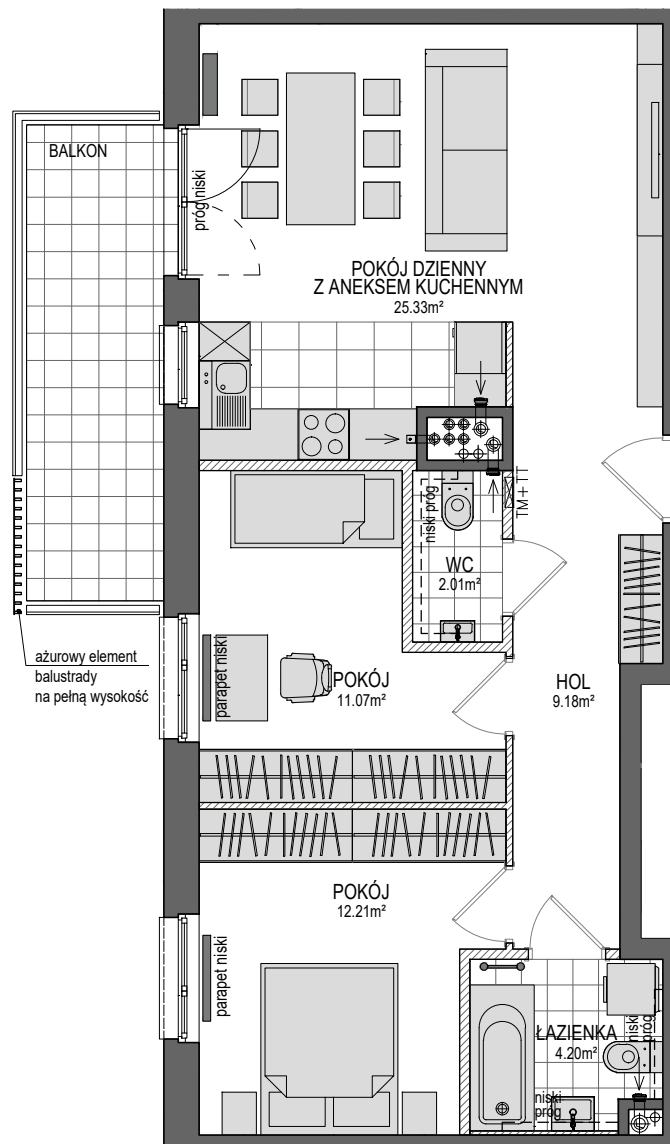 BALKON
próg niski
POKÓJ DZIENNY
Z ANEKSEM KUCHENNYM
25.33m²
niski próg
TM + TT
WC
2.01m²
ażurowy element
balustrady
na pełną wysokość
parapet niski
POKÓJ
11.07m²
HOL
9.18m²
POKÓJ
12.21m²
parapet niski
ŁAZIENKA
4.20m²
niski
próg
niski
próg